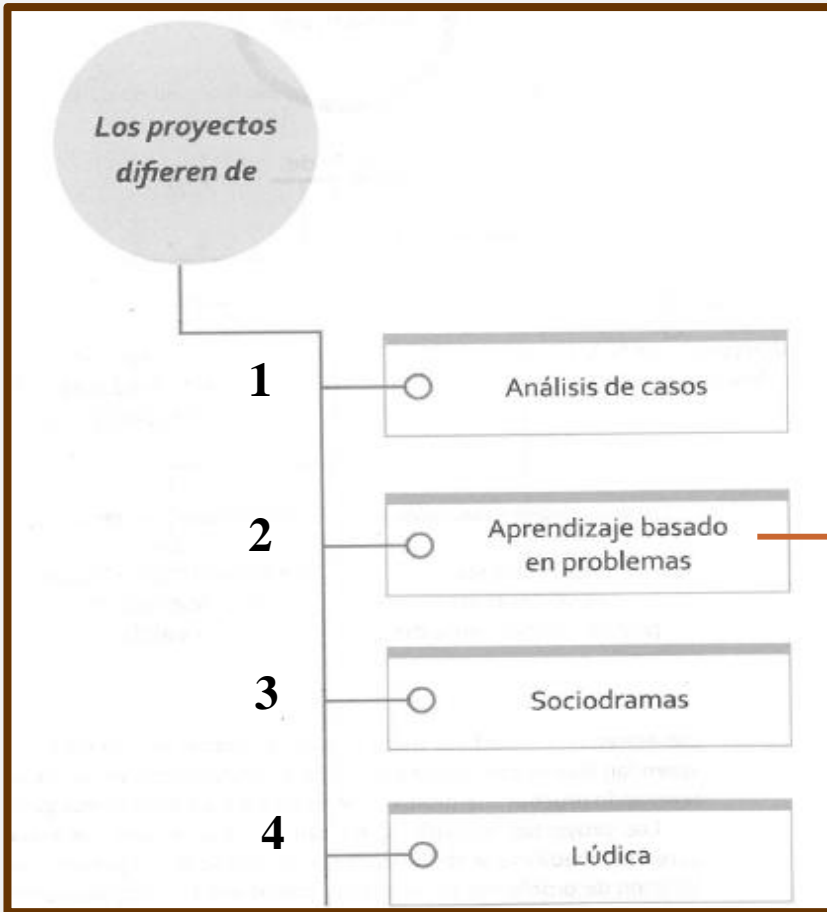 Los proyectos
difieren de
1
Análisis de casos
2
Aprendizaje basado
en problemas
3
Sociodramas
4
Lúdica